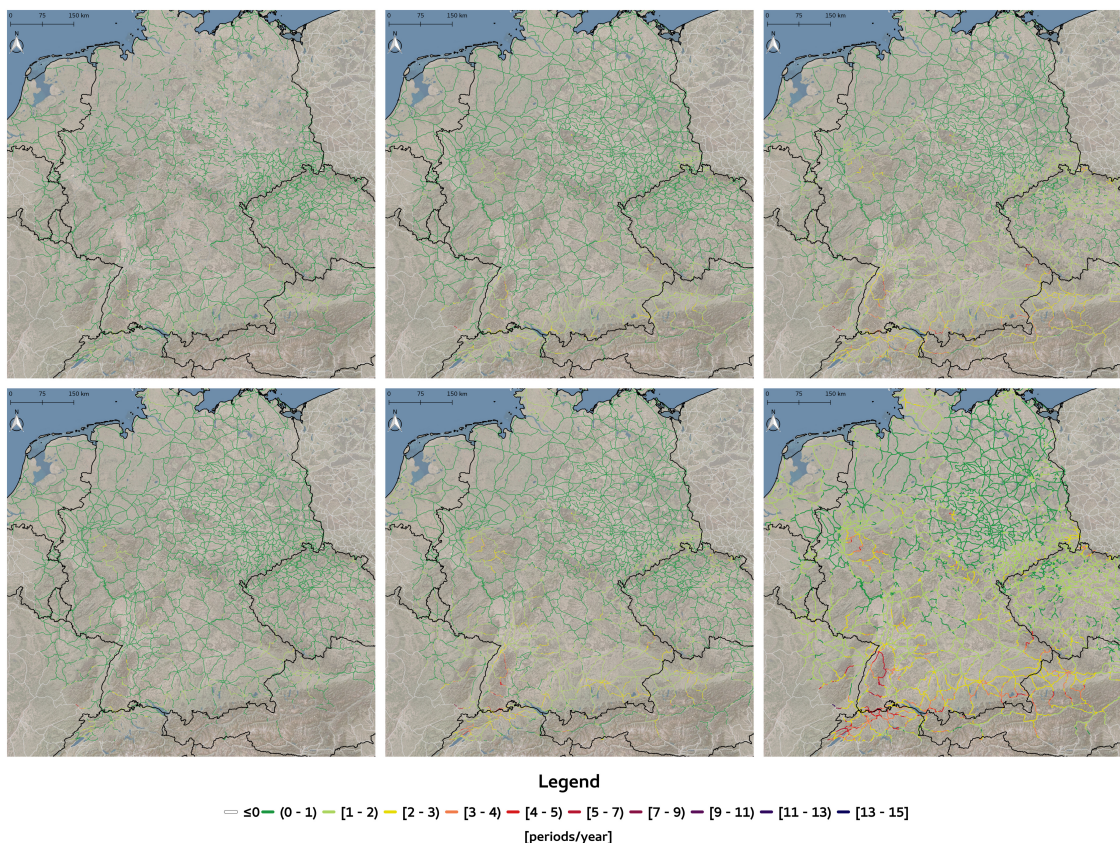 0 75 150 km
N
0 75 150 km
N
0 75 150 km
N
0 75 150 km
N
0 75 150 km
N
0 75 150 km
N
Legend
≤0 (0 - 1) [1 - 2) [2 - 3) [3 - 4) [4 - 5) [5 - 7) [7 - 9) [9 - 11) [11 - 13) [13 - 15]
[periods/year]